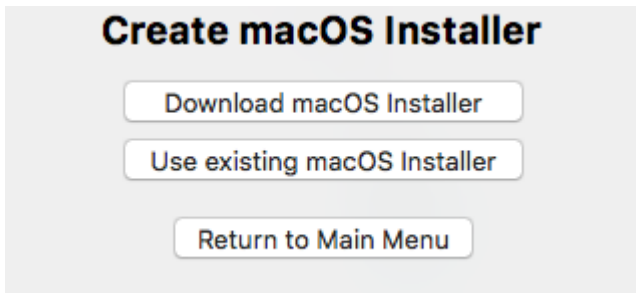 Create macOS Installer
Download macOS Installer
Use existing macOS Installer
Return to Main Menu